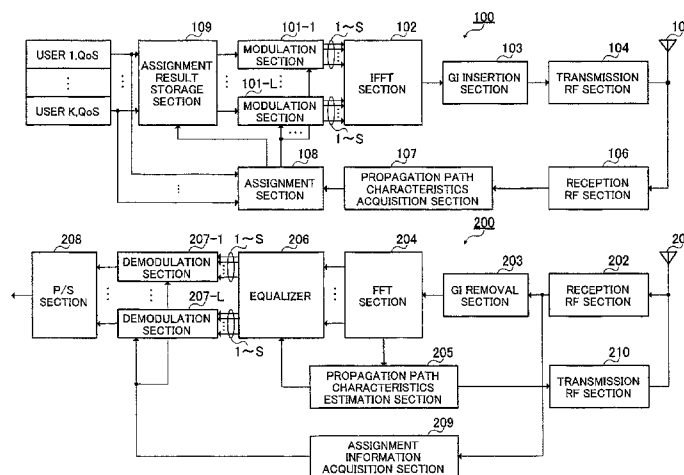 109
101-1
1~S
102
100
103
104
10
USER 1,QoS
ASSIGNMENT
RESULT
STORAGE
SECTION
MODULATION
SECTION
101-L
IFFT
SECTION
GI INSERTION
SECTION
TRANSMISSION
RF SECTION
USER K,QoS
MODULATION
SECTION
1~S
108
107
106
ASSIGNMENT
SECTION
PROPAGATION PATH
CHARACTERISTICS
ACQUISITION SECTION
RECEPTION
RF SECTION
208
207-1
1~S
206
204
200
203
202
20
P/S
SECTION
DEMODULATION
SECTION
207-L
EQUALIZER
FFT
SECTION
GI REMOVAL
SECTION
RECEPTION
RF SECTION
DEMODULATION
SECTION
1~S
205
210
PROPAGATION PATH
CHARACTERISTICS
ESTIMATION SECTION
TRANSMISSION
RF SECTION
209
ASSIGNMENT
INFORMATION
ACQUISITION SECTION